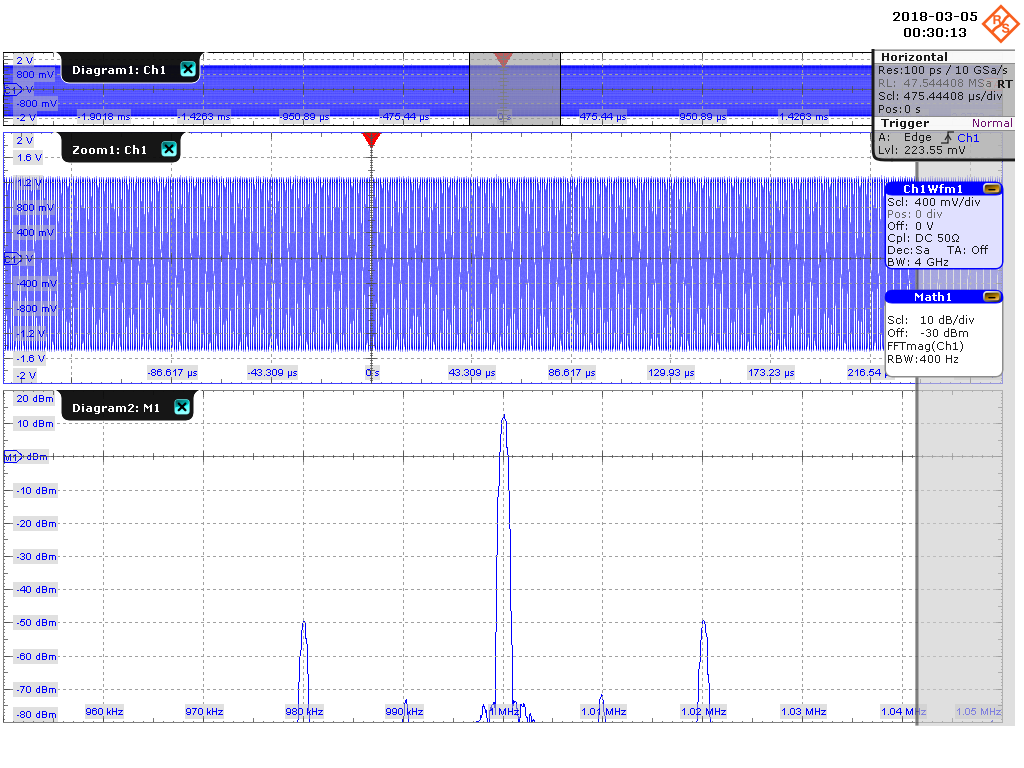 2018-03-05
00:30:13
R S
Horizontal
Res:100 ps / 10 GSa/s
RL: 47.544408 MSa RT
Scl: 475.44408 µs/div
Pos:0 s
Trigger Normal
A: Edge Ch1
Lvl: 223.55 mV
Diagram1: Ch1
2 V
800 mV
-800 mV
-2 V
-1.9018 ms -1.4263 ms -950.89 µs -475.44 µs 0 s 475.44 µs 950.89 µs 1.4263 ms
Zoom1: Ch1
2 V
1.6 V
1.2 V
800 mV
400 mV
C1 V
-400 mV
-800 mV
-1.2 V
-1.6 V
-2 V
-86.617 µs -43.309 µs 0 s 43.309 µs 86.617 µs 129.93 µs 173.23 µs 216.54
Ch1Wfm1
Scl: 400 mV/div
Pos: 0 div
Off: 0 V
Cpl: DC 50Ω
Dec: Sa TA: Off
BW: 4 GHz
Math1
Scl: 10 dB/div
Off: -30 dBm
FFTmag(Ch1)
RBW:400 Hz
Diagram2: M1
20 dBm
10 dBm
M1 dBm
-10 dBm
-20 dBm
-30 dBm
-40 dBm
-50 dBm
-60 dBm
-70 dBm
-80 dBm
960 kHz 970 kHz 980 kHz 990 kHz 1 MHz 1.01 MHz 1.02 MHz 1.03 MHz 1.04 MHz 1.05 MHz